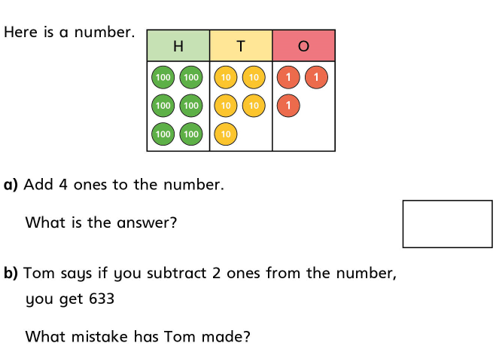 Here is a number.
H T O
100 100 10 10 1 1
100 100 10 10 1
100 100 10
a) Add 4 ones to the number.
What is the answer?
b) Tom says if you subtract 2 ones from the number,
you get 633
What mistake has Tom made?